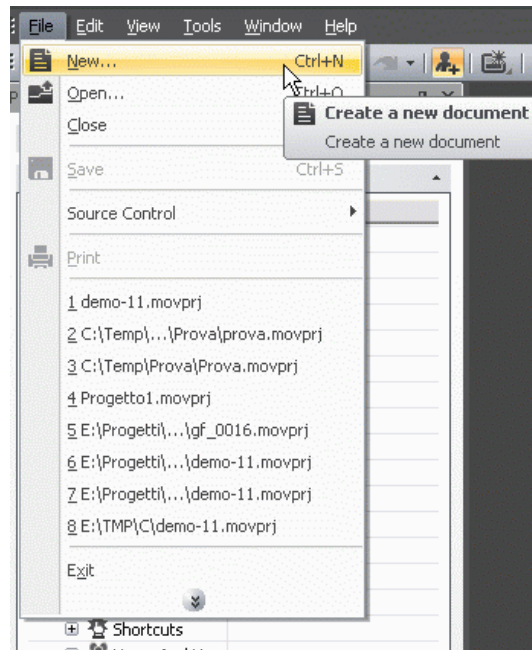 File Edit View Tools Window Help
New... Ctrl+N
Open...
Create a new document
Close
Create a new document
Save Ctrl+S
Source Control
Print
1 demo-11.movprj
2 C:\Temp\...\Prova\prova.movprj
3 C:\Temp\Prova\Prova.movprj
4 Progetto1.movprj
5 E:\Progetti\...\gf_0016.movprj
6 E:\Progetti\...\demo-11.movprj
7 E:\Progetti\...\demo-11.movprj
8 E:\TMP\C\demo-11.movprj
Exit
Shortcuts